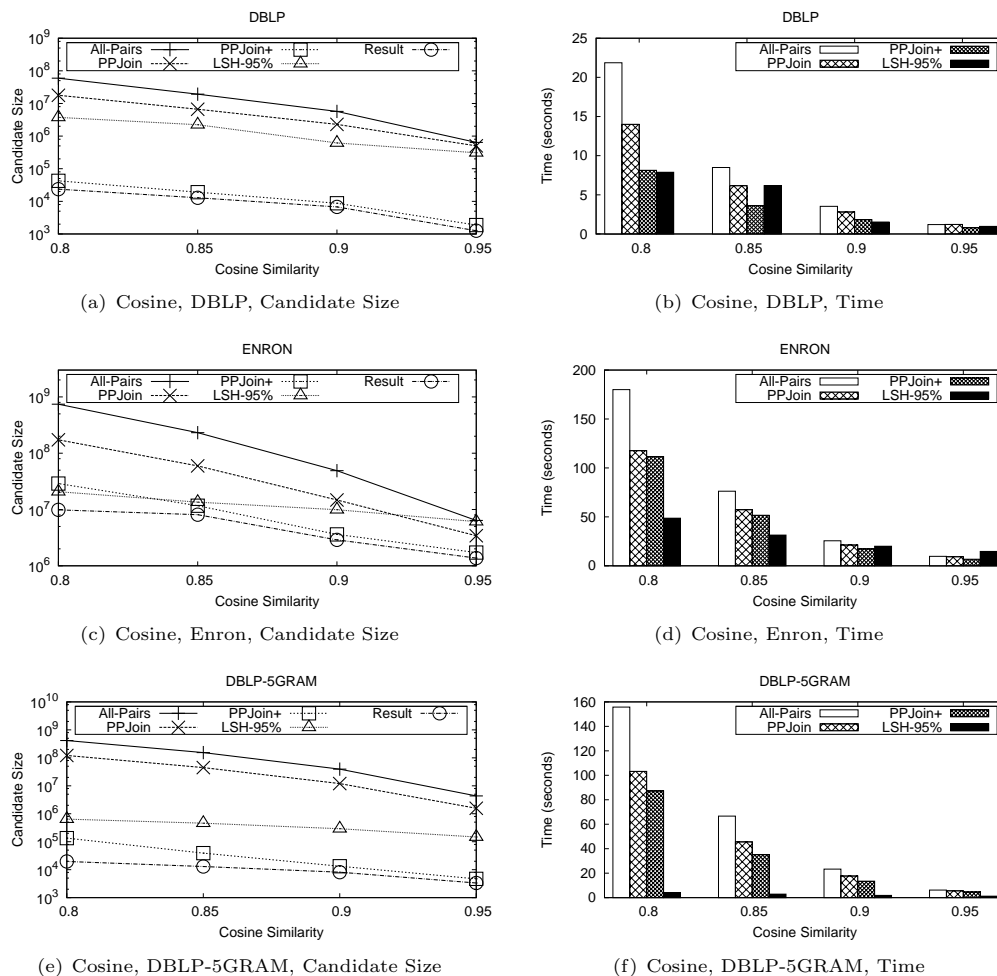 DBLP
10^9
10^8
10^7
10^6
10^5
10^4
10^3
Candidate Size
All-Pairs
PPJoin
PPJoin+
LSH-95%
Result
0.8
0.85
0.9
0.95
Cosine Similarity
(a) Cosine, DBLP, Candidate Size
DBLP
25
20
15
10
5
0
Time (seconds)
All-Pairs
PPJoin
PPJoin+
LSH-95%
0.8
0.85
0.9
0.95
Cosine Similarity
(b) Cosine, DBLP, Time
ENRON
10^9
10^8
10^7
10^6
Candidate Size
All-Pairs
PPJoin
PPJoin+
LSH-95%
Result
0.8
0.85
0.9
0.95
Cosine Similarity
(c) Cosine, Enron, Candidate Size
ENRON
200
150
100
50
0
Time (seconds)
All-Pairs
PPJoin
PPJoin+
LSH-95%
0.8
0.85
0.9
0.95
Cosine Similarity
(d) Cosine, Enron, Time
DBLP-5GRAM
10^10
10^9
10^8
10^7
10^6
10^5
10^4
10^3
Candidate Size
All-Pairs
PPJoin
PPJoin+
LSH-95%
Result
0.8
0.85
0.9
0.95
Cosine Similarity
(e) Cosine, DBLP-5GRAM, Candidate Size
DBLP-5GRAM
160
140
120
100
80
60
40
20
0
Time (seconds)
All-Pairs
PPJoin
PPJoin+
LSH-95%
0.8
0.85
0.9
0.95
Cosine Similarity
(f) Cosine, DBLP-5GRAM, Time